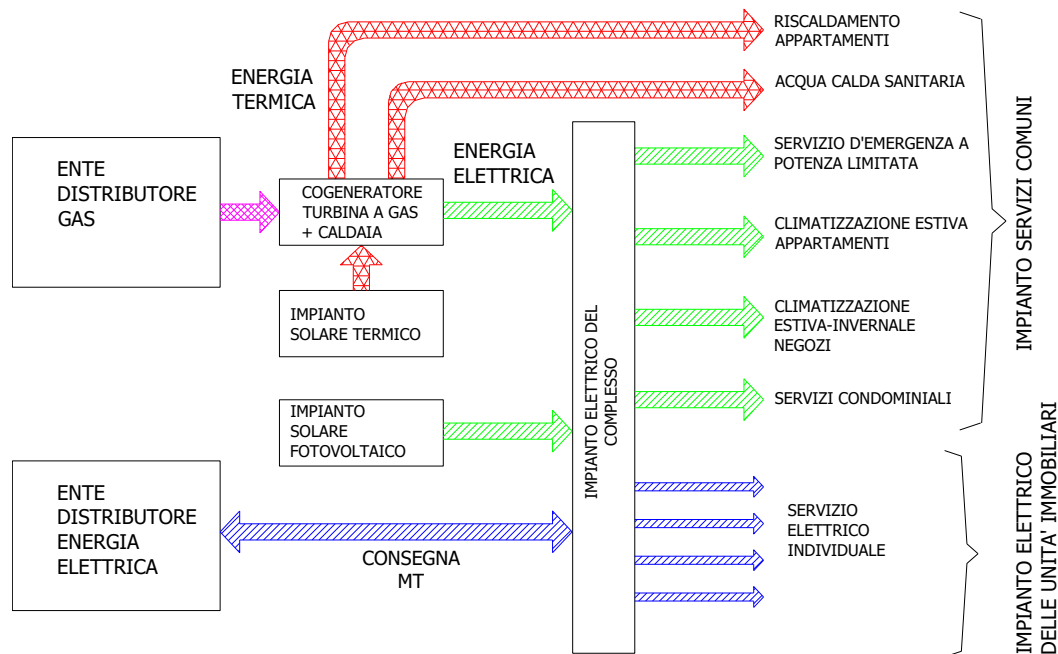 RISCALDAMENTO
APPARTAMENTI
ENERGIA
TERMICA
ACQUA CALDA SANITARIA
ENTE
DISTRIBUTORE
GAS
COGENERATORE
TURBINA A GAS
+ CALDAIA
ENERGIA
ELETTRICA
SERVIZIO D'EMERGENZA A
POTENZA LIMITATA
CLIMATIZZAZIONE ESTIVA
APPARTAMENTI
IMPIANTO
SOLARE TERMICO
CLIMATIZZAZIONE
ESTIVA-INVERNALE
NEGOZI
IMPIANTO
SOLARE
FOTOVOLTAICO
SERVIZI CONDOMINIALI
IMPIANTO ELETTRICO DEL
COMPLESSO
IMPIANTO SERVIZI COMUNI
ENTE
DISTRIBUTORE
ENERGIA
ELETTRICA
CONSEGNA
MT
SERVIZIO
ELETTRICO
INDIVIDUALE
IMPIANTO ELETTRICO
DELLE UNITA' IMMOBILIARI